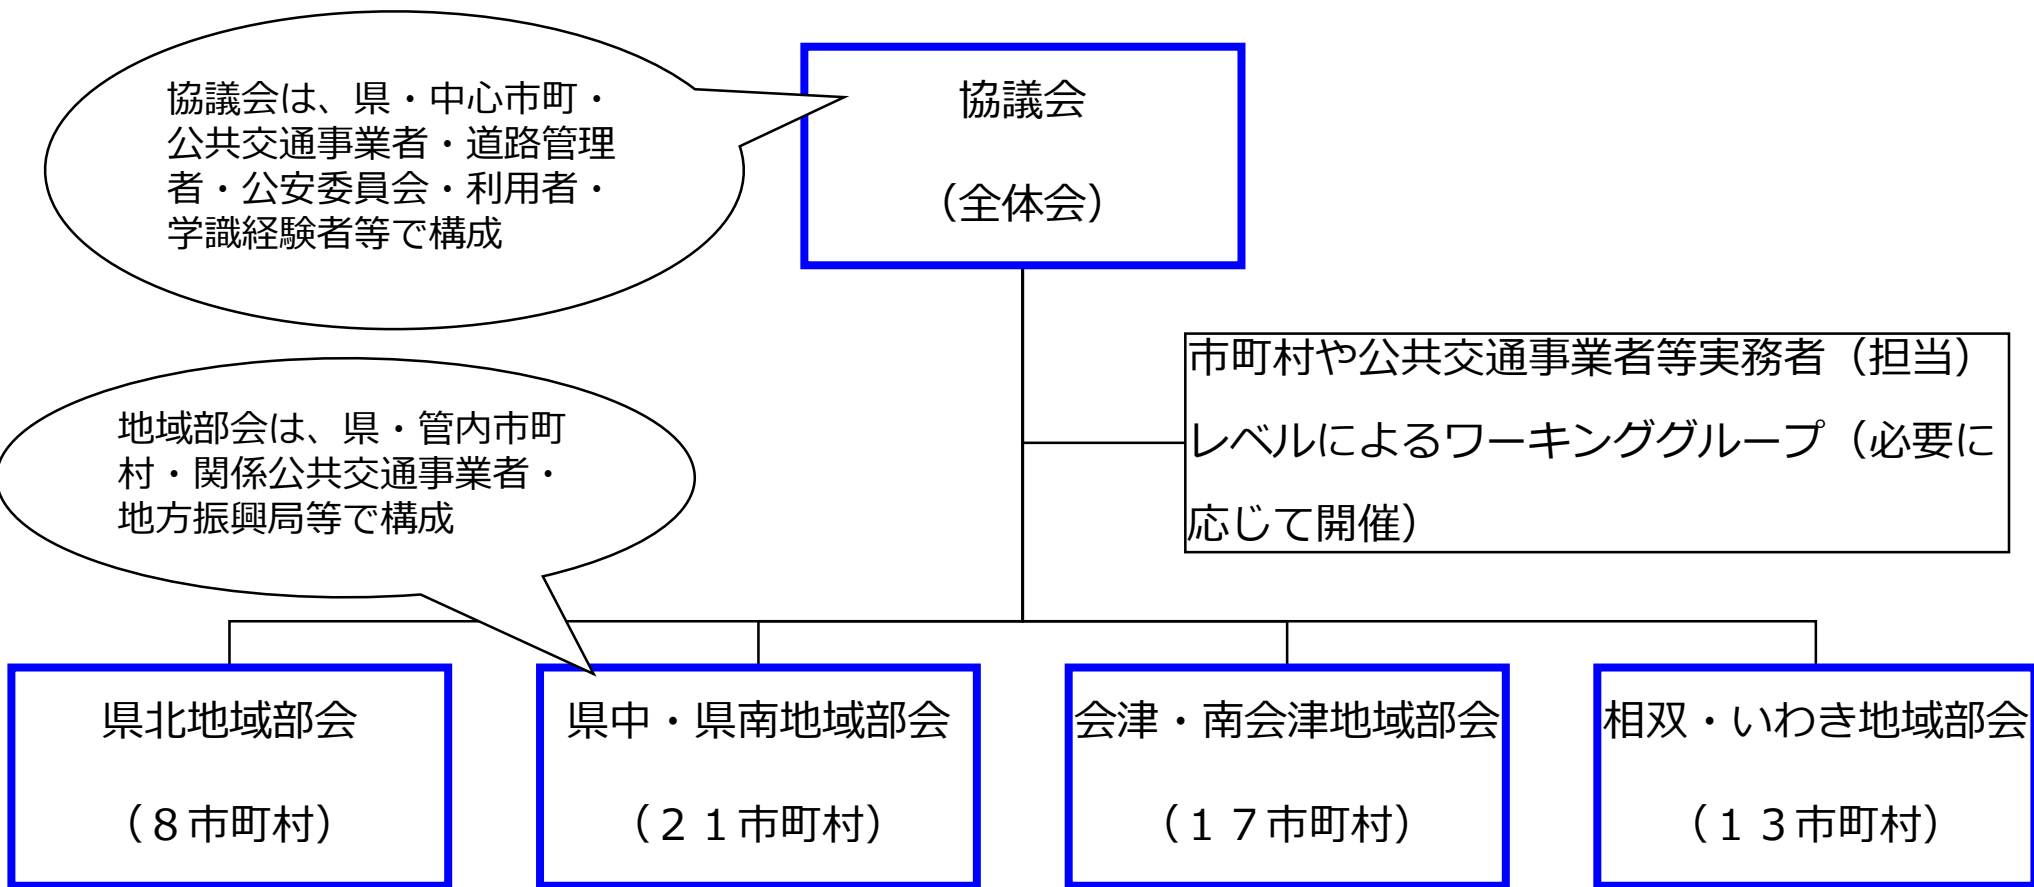 協議会は、県・中心市町・
公共交通事業者・道路管理
者・公安委員会・利用者・
学識経験者等で構成
協議会
（全体会）
市町村や公共交通事業者等実務者（担当）
レベルによるワーキンググループ（必要に
応じて開催）
地域部会は、県・管内市町
村・関係公共交通事業者・
地方振興局等で構成
県北地域部会
（８市町村）
県中・県南地域部会
（２１市町村）
会津・南会津地域部会
（１７市町村）
相双・いわき地域部会
（１３市町村）